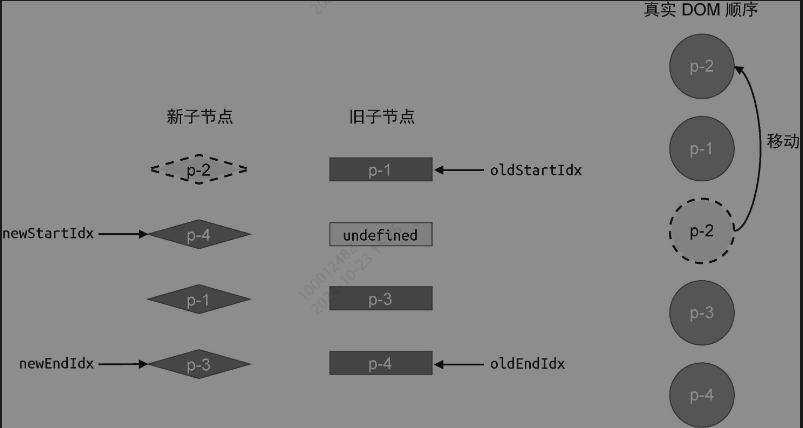 真实 DOM 顺序
p-2
新子节点
旧子节点
p-1
移动
p-2
p-1
oldStartIdx
newStartIdx
p-4
undefined
p-2
p-1
p-3
p-3
newEndIdx
p-3
p-4
oldEndIdx
p-4